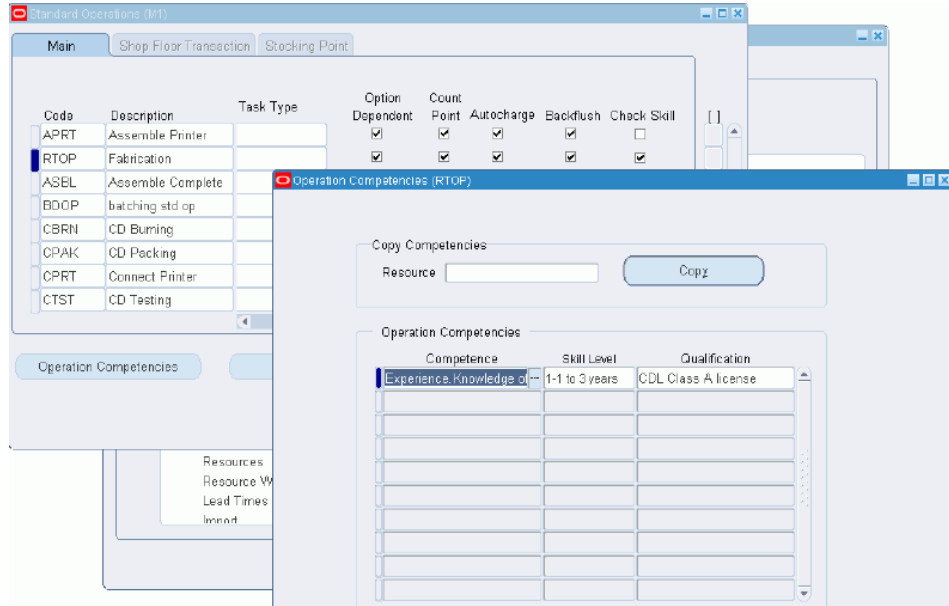 Standard Operations (M1)
Main Shop Floor Transaction Stocking Point
Code Description Task Type Option Dependent Count Point Autocharge Backflush Check Skill [ ]
APRT Assemble Printer
RTOP Fabrication
ASBL Assemble Complete
BDOP batching std op
CBRN CD Burning
CPAK CD Packing
CPRT Connect Printer
CTST CD Testing
Operation Competencies
Resources
Resource W
Lead Times
Import
Operation Competencies (RTOP)
Copy Competencies
Resource Copy
Operation Competencies
Competence Skill Level Qualification
Experience.Knowledge of 1-1 to 3 years CDL Class A license